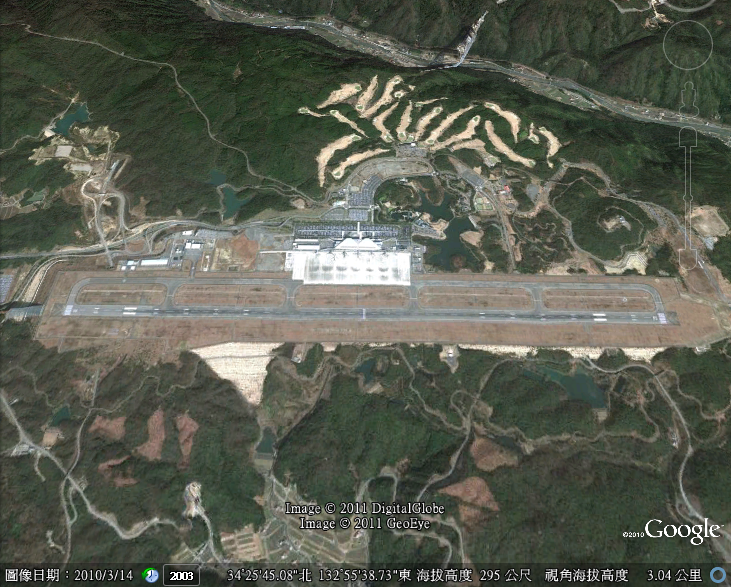 Image © 2011 DigitalGlobe
Image © 2011 GeoEye
©2010 Google
圖像日期：2010/3/14 2003 34°25'45.08"北 132°55'38.73"東 海拔高度 295 公尺 視角海拔高度 3.04 公里